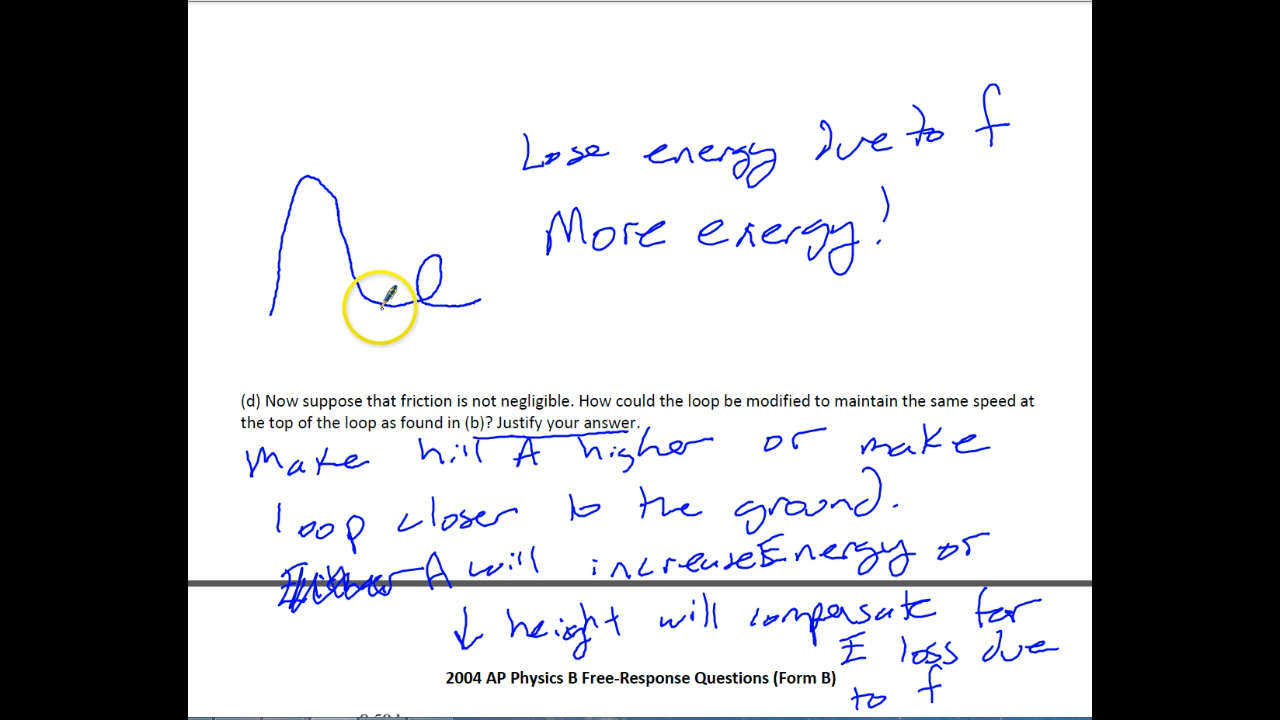 Lose energy due to f
More energy!
(d) Now suppose that friction is not negligible. How could the loop be modified to maintain the same speed at
the top of the loop as found in (b)? Justify your answer.
Make hill A higher or make
loop closer to the ground.
A will increase Energy or
↓ height will compensate for
E loss due
2004 AP Physics B Free-Response Questions (Form B)
to f